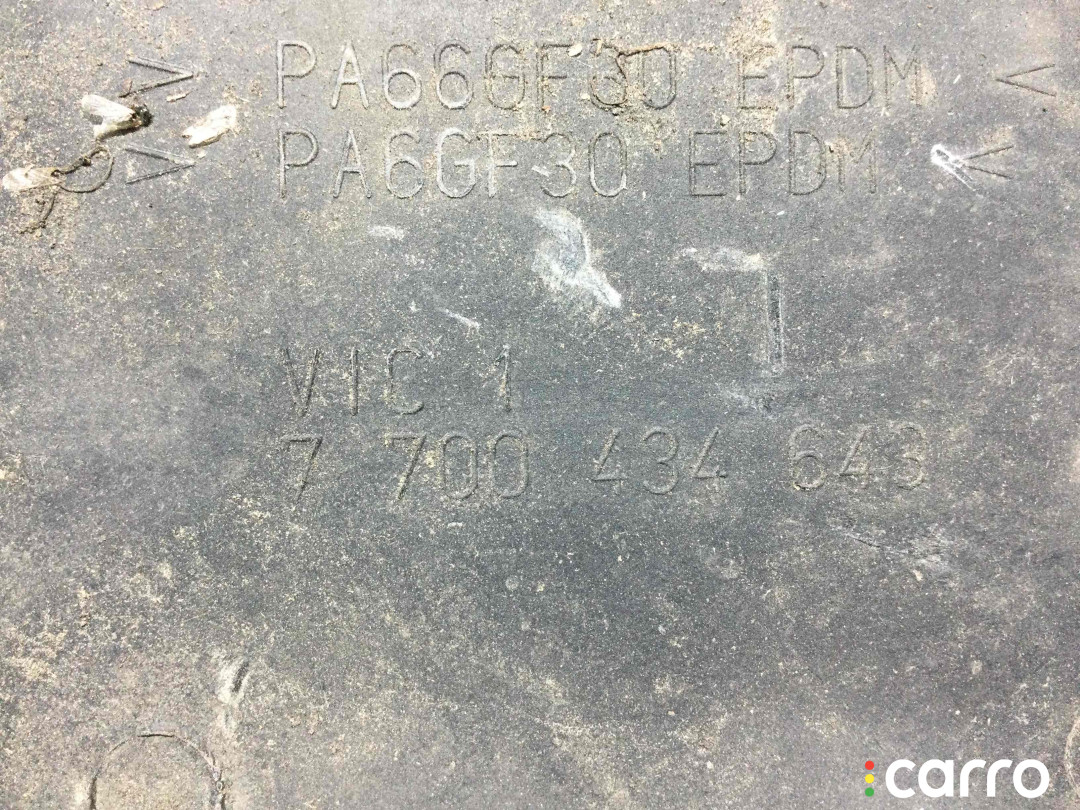 > PA66GF30 EPDM <
> PA6GF30 EPDM <
VIC 1
7 700 434 643
carro